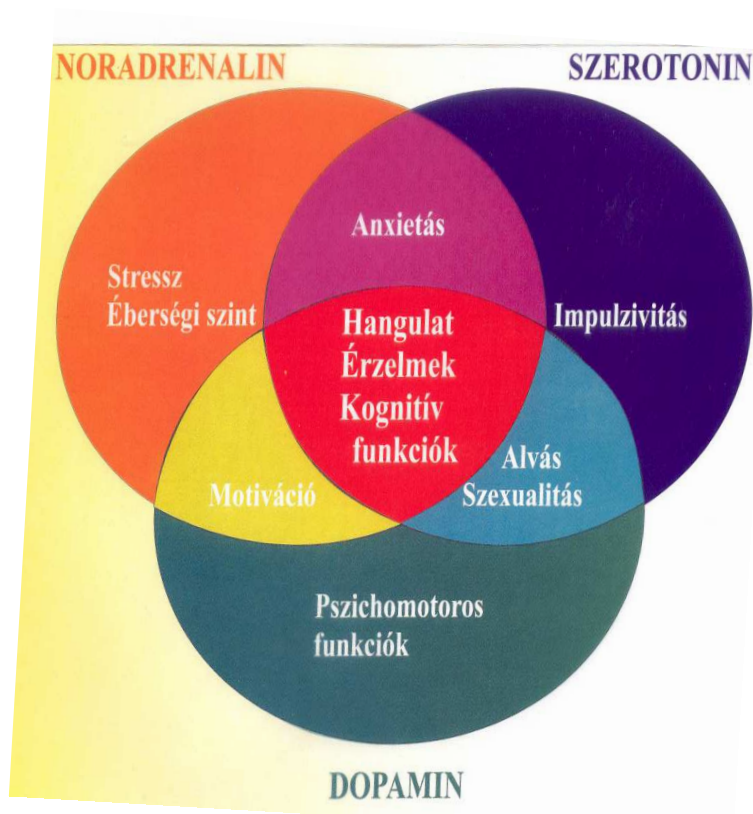 NORADRENALIN
SZEROTONIN
Anxietás
Stressz
Éberségi szint
Hangulat
Érzelmek
Kognitív
funkciók
Impulzivitás
Alvás
Szexualitás
Motiváció
Pszichomotoros
funkciók
DOPAMIN